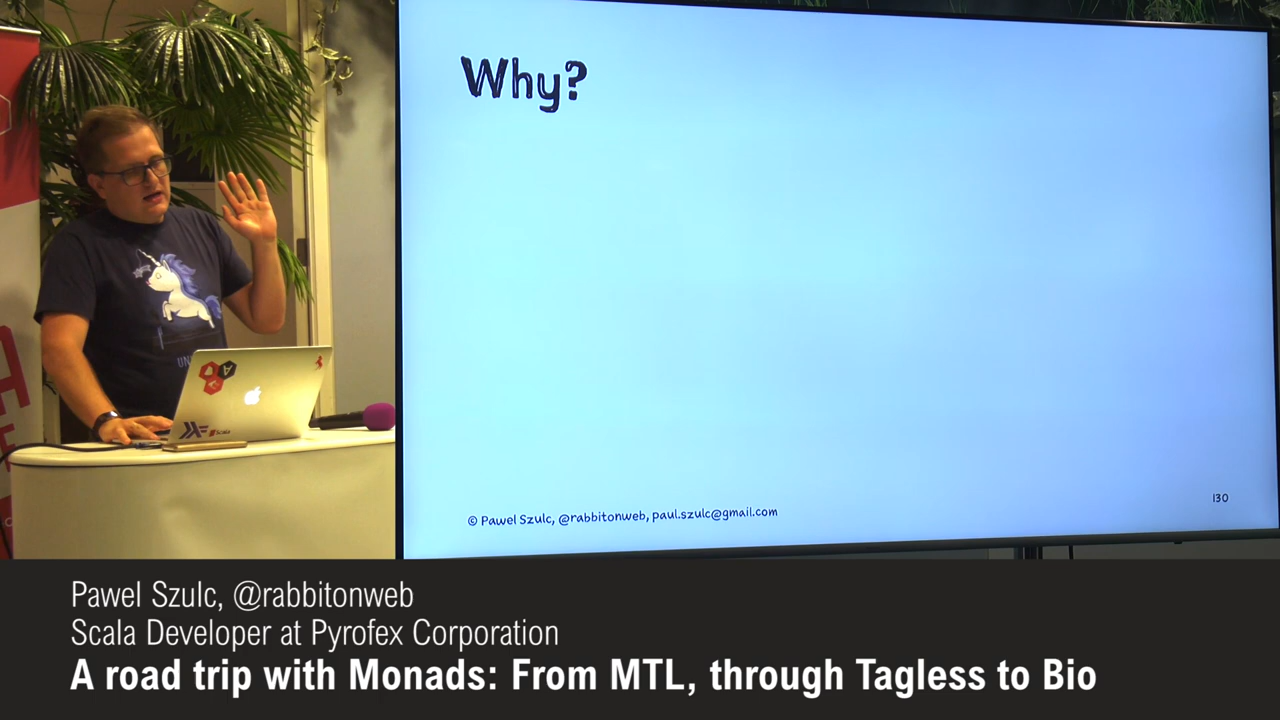 Why?
© Pawel Szulc, @rabbitonweb, paul.szulc@gmail.com
130
Scala
Pawel Szulc, @rabbitonweb
Scala Developer at Pyrofex Corporation
A road trip with Monads: From MTL, through Tagless to Bio